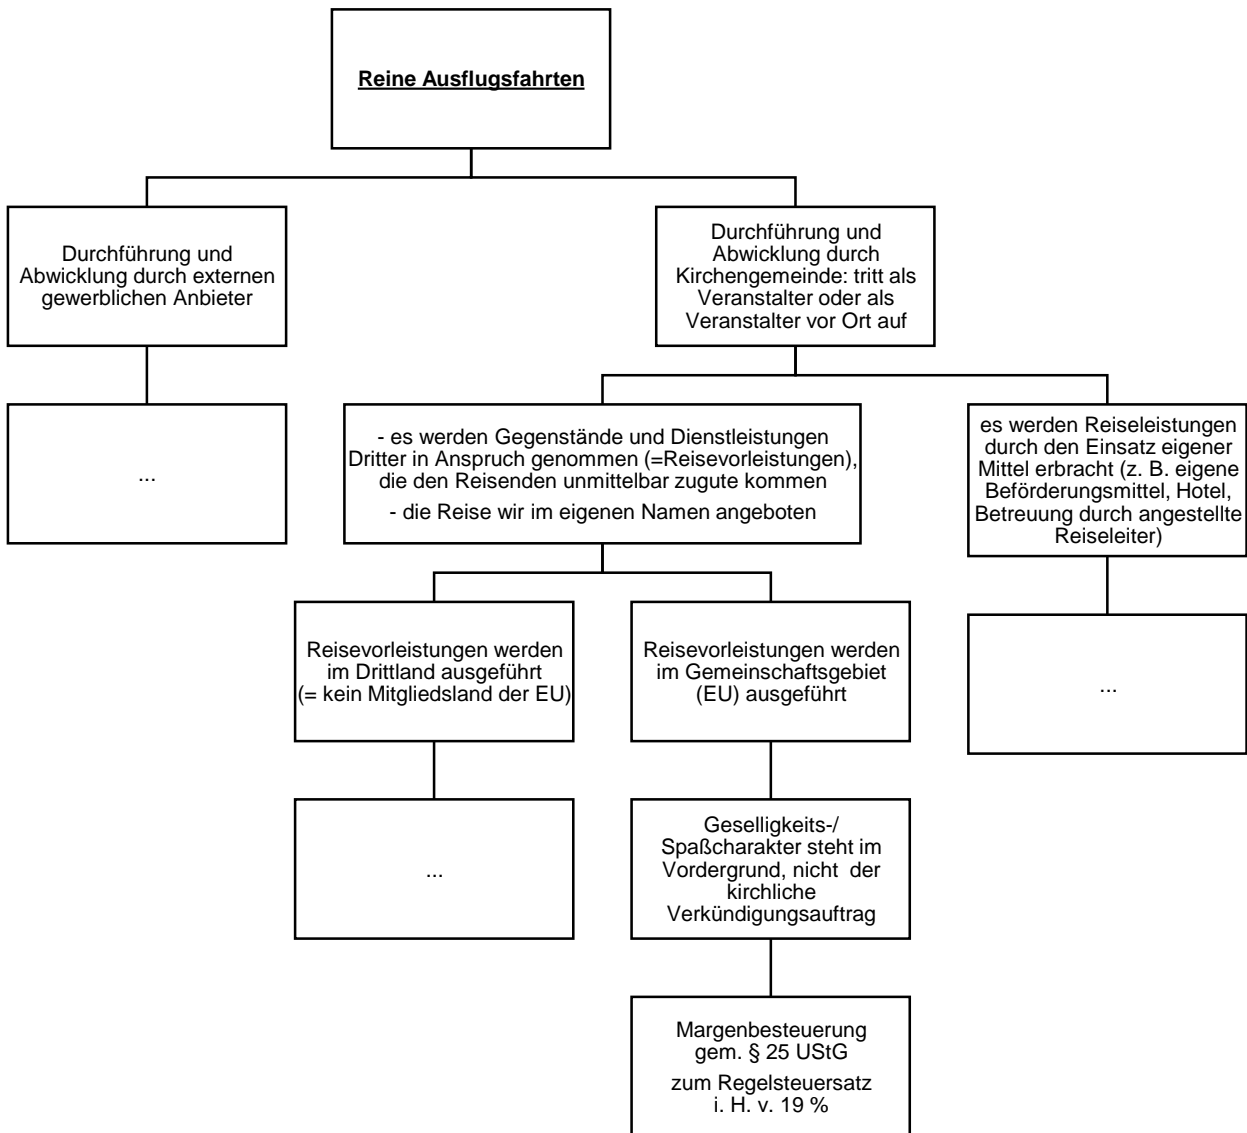 Reine Ausflugsfahrten
Durchführung und
Abwicklung durch externen
gewerblichen Anbieter
Durchführung und
Abwicklung durch
Kirchengemeinde: tritt als
Veranstalter oder als
Veranstalter vor Ort auf
...
- es werden Gegenstände und Dienstleistungen
Dritter in Anspruch genommen (=Reisevorleistungen),
die den Reisenden unmittelbar zugute kommen
- die Reise wir im eigenen Namen angeboten
es werden Reiseleistungen
durch den Einsatz eigener
Mittel erbracht (z. B. eigene
Beförderungsmittel, Hotel,
Betreuung durch angestellte
Reiseleiter)
Reisevorleistungen werden
im Drittland ausgeführt
(= kein Mitgliedsland der EU)
Reisevorleistungen werden
im Gemeinschaftsgebiet
(EU) ausgeführt
...
...
Geselligkeits-/
Spaßcharakter steht im
Vordergrund, nicht  der
kirchliche
Verkündigungsauftrag
Margenbesteuerung
gem. § 25 UStG
zum Regelsteuersatz
i. H. v. 19 %